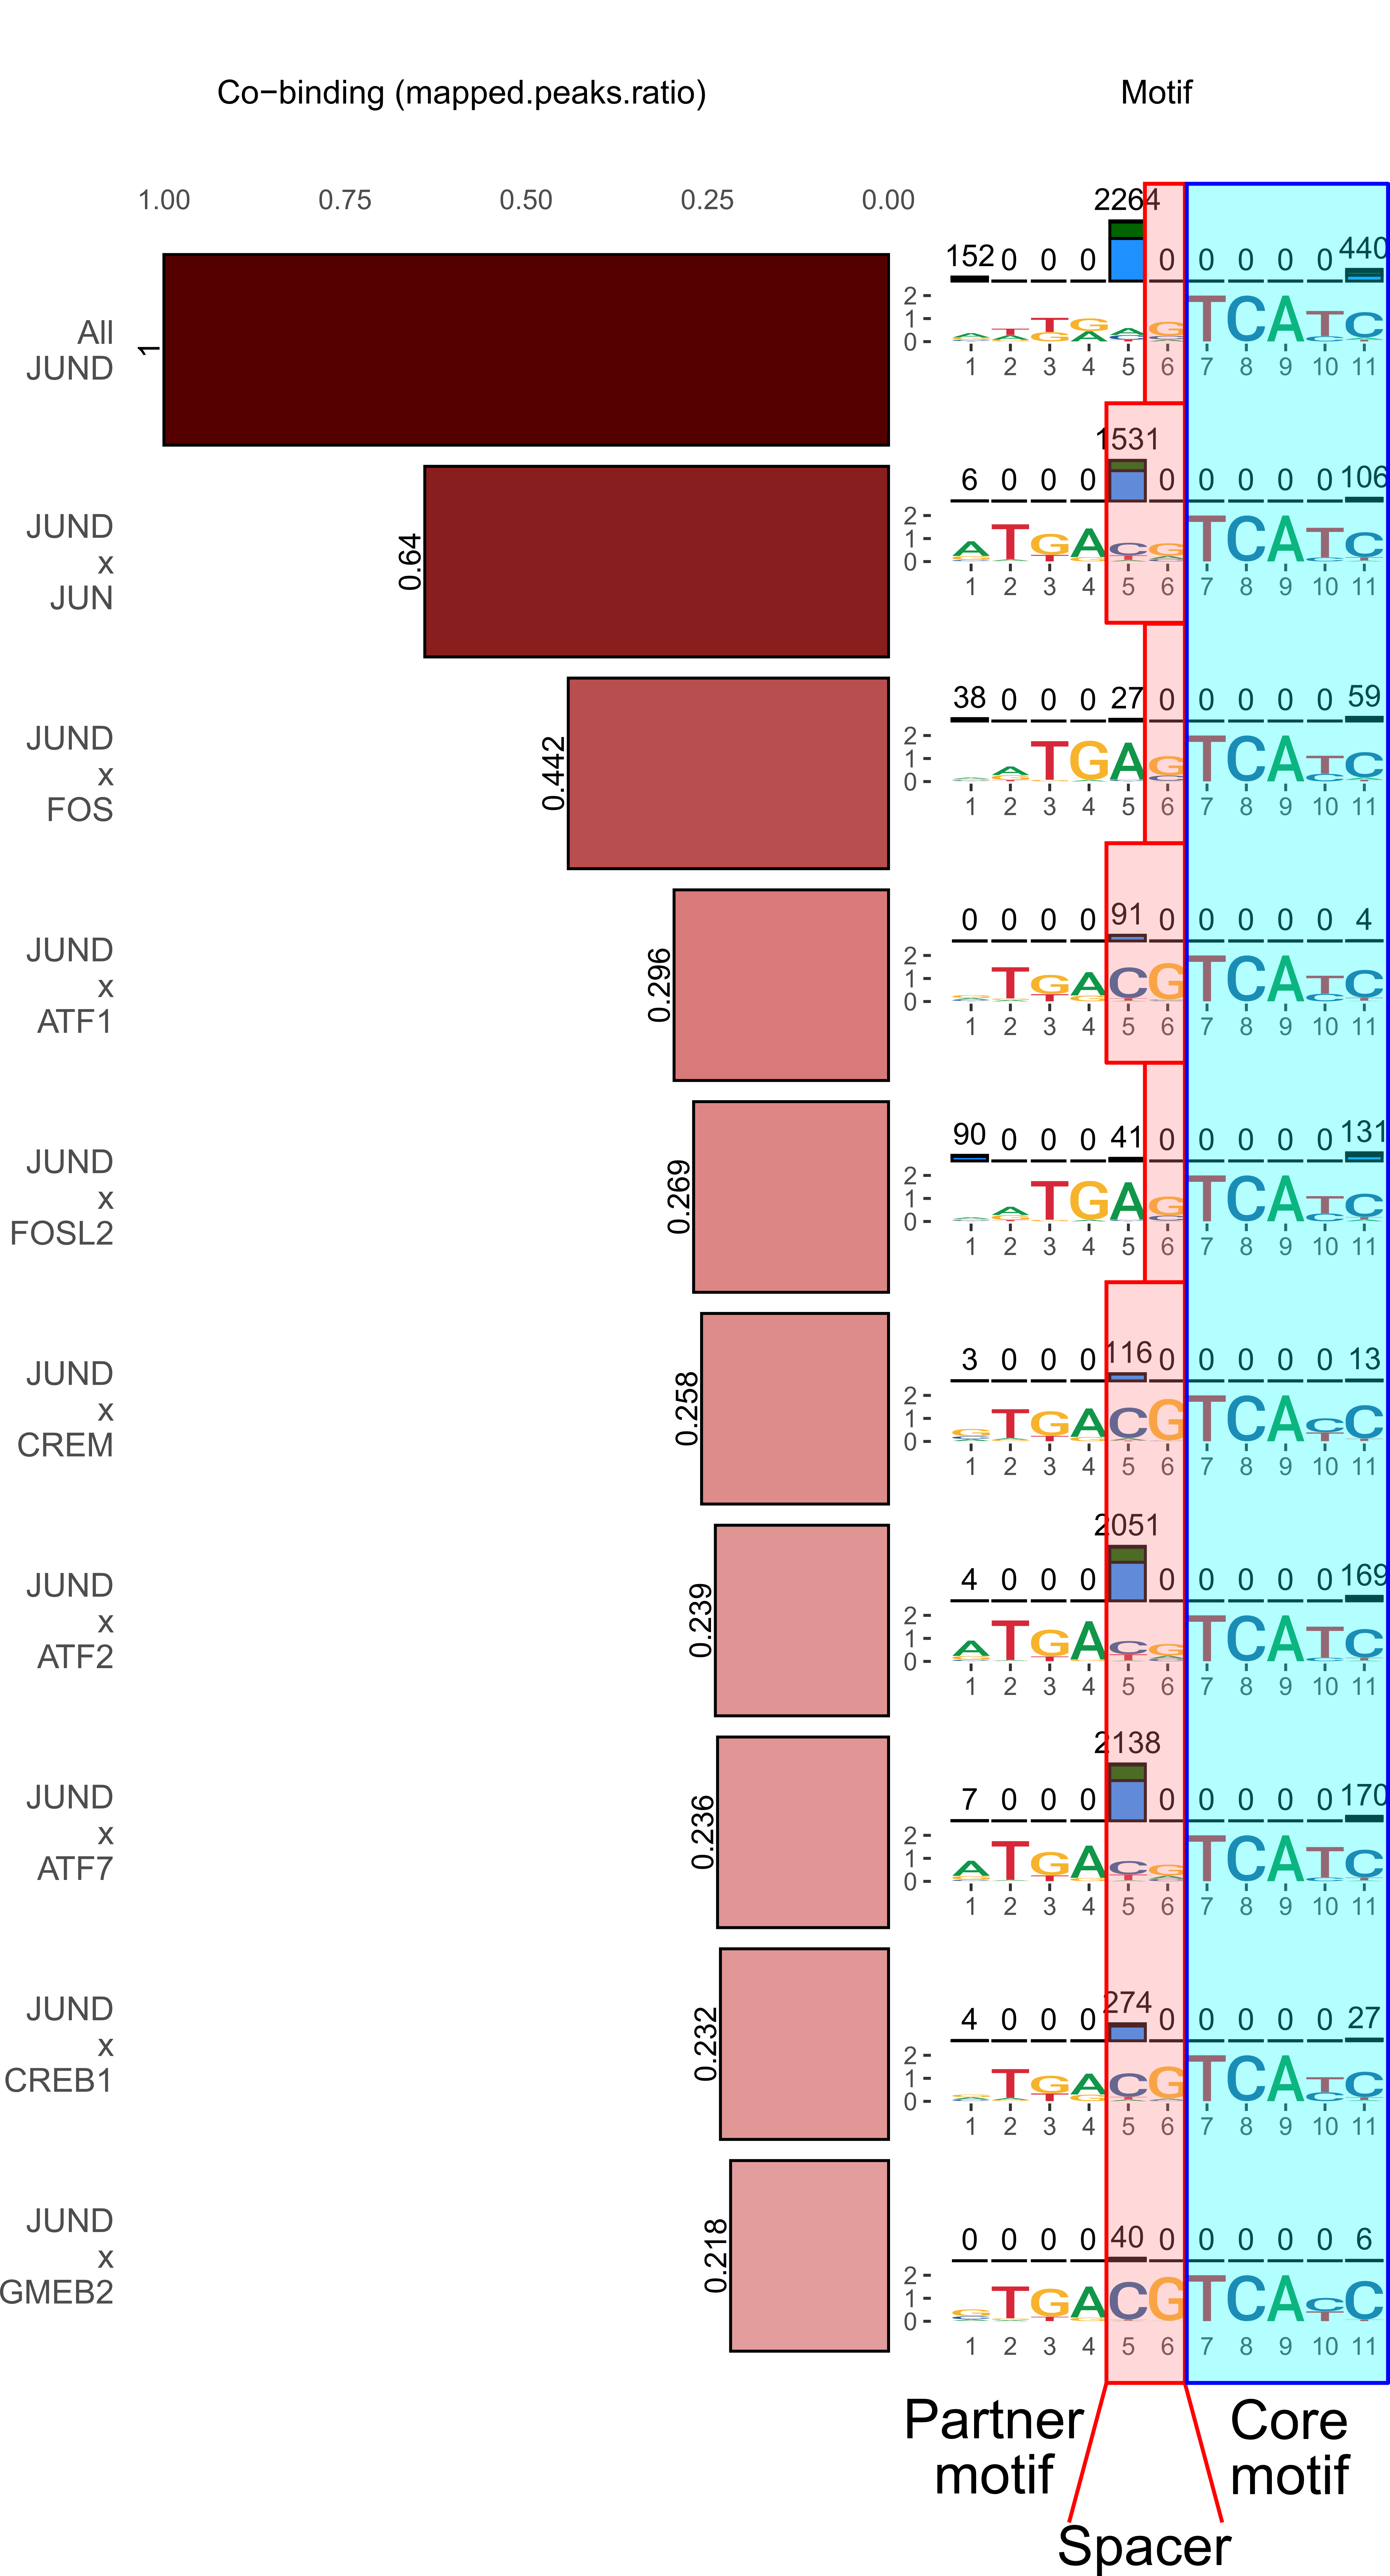 Co−binding (mapped.peaks.ratio) Motif
1.00 0.75 0.50 0.25 0.00
2264
152 0 0 0 0 0 0 0 0 440
All
JUND
1
2
1
0
TCATC
1 2 3 4 5 6 7 8 9 10 11
1531
6 0 0 0 0 0 0 0 0 106
JUND
x
JUN
0.64
2
1
0
ATGACGTCATC
1 2 3 4 5 6 7 8 9 10 11
38 0 0 0 27 0 0 0 0 0 59
JUND
x
FOS
0.442
2
1
0
ATGAGTCATC
1 2 3 4 5 6 7 8 9 10 11
0 0 0 0 91 0 0 0 0 0 4
JUND
x
ATF1
0.296
2
1
0
TGACGTCATC
1 2 3 4 5 6 7 8 9 10 11
90 0 0 0 41 0 0 0 0 0 131
JUND
x
FOSL2
0.269
2
1
0
ATGAGTCATC
1 2 3 4 5 6 7 8 9 10 11
3 0 0 0 116 0 0 0 0 0 13
JUND
x
CREM
0.258
2
1
0
GTGACGTCACC
1 2 3 4 5 6 7 8 9 10 11
2051
4 0 0 0 0 0 0 0 0 169
JUND
x
ATF2
0.239
2
1
0
ATGACGTCATC
1 2 3 4 5 6 7 8 9 10 11
2138
7 0 0 0 0 0 0 0 0 170
JUND
x
ATF7
0.236
2
1
0
ATGACGTCATC
1 2 3 4 5 6 7 8 9 10 11
274
4 0 0 0 0 0 0 0 0 27
JUND
x
CREB1
0.232
2
1
0
TGACGTCATC
1 2 3 4 5 6 7 8 9 10 11
0 0 0 0 40 0 0 0 0 0 6
JUND
x
GMEB2
0.218
2
1
0
GTGACGTCACC
1 2 3 4 5 6 7 8 9 10 11
Partner
motif
Core
motif
Spacer